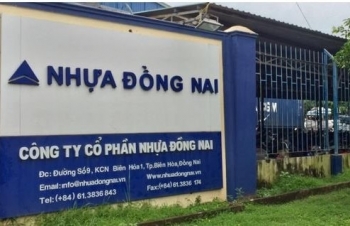 NHỰA ĐỒNG NAI
CÔNG TY CỔ PHẦN NHỰA ĐỒNG NAI
Đc: Đường Số 9, KCN Biên Hòa 1, Tp.Biên Hòa, Đồng Nai
Email: info@nhuadongnai.vn Www.nhuadongnai.vn
Tel: (+84) 61.3836 843 Fax: (+84) 61.3836 174